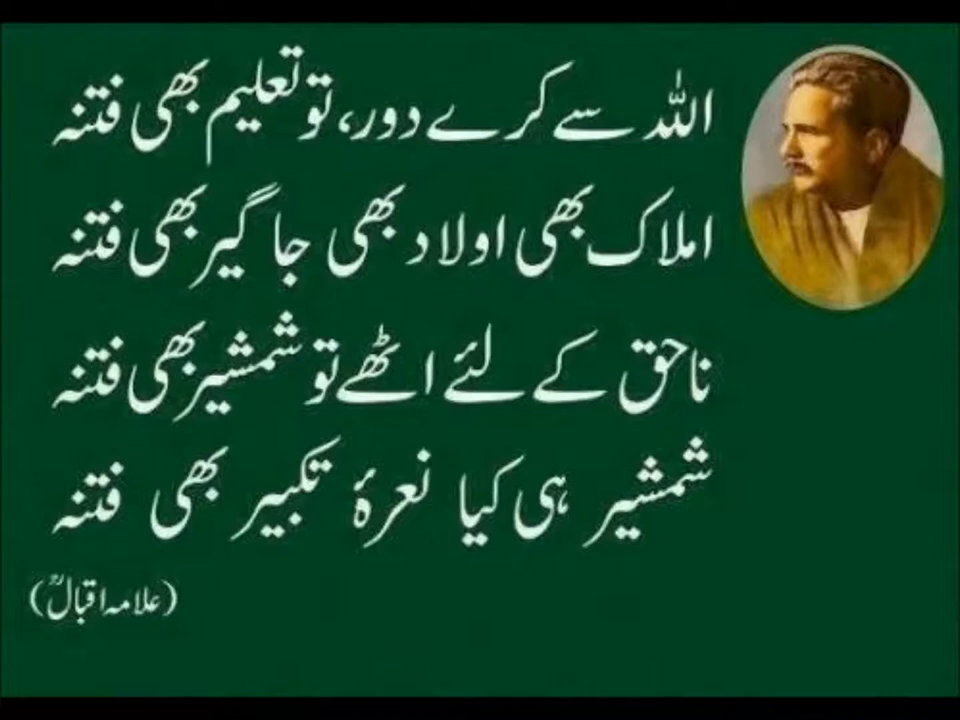 اللہ سے کرے دور، تو تعلیم بھی فتنہ
املاک بھی اولاد بھی جاگیر بھی فتنہ
ناحق کے لئے اٹھے تو شمشیر بھی فتنہ
شمشیر ہی کیا نعرۂ تکبیر بھی فتنہ
(علامہ اقبالؒ)